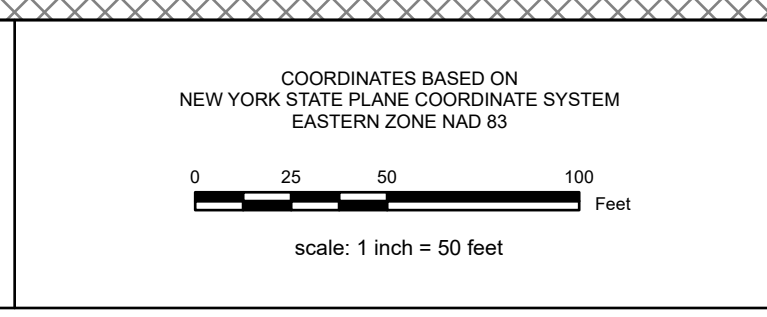 COORDINATES BASED ON
NEW YORK STATE PLANE COORDINATE SYSTEM
EASTERN ZONE NAD 83
0 25 50 100
Feet
scale: 1 inch = 50 feet